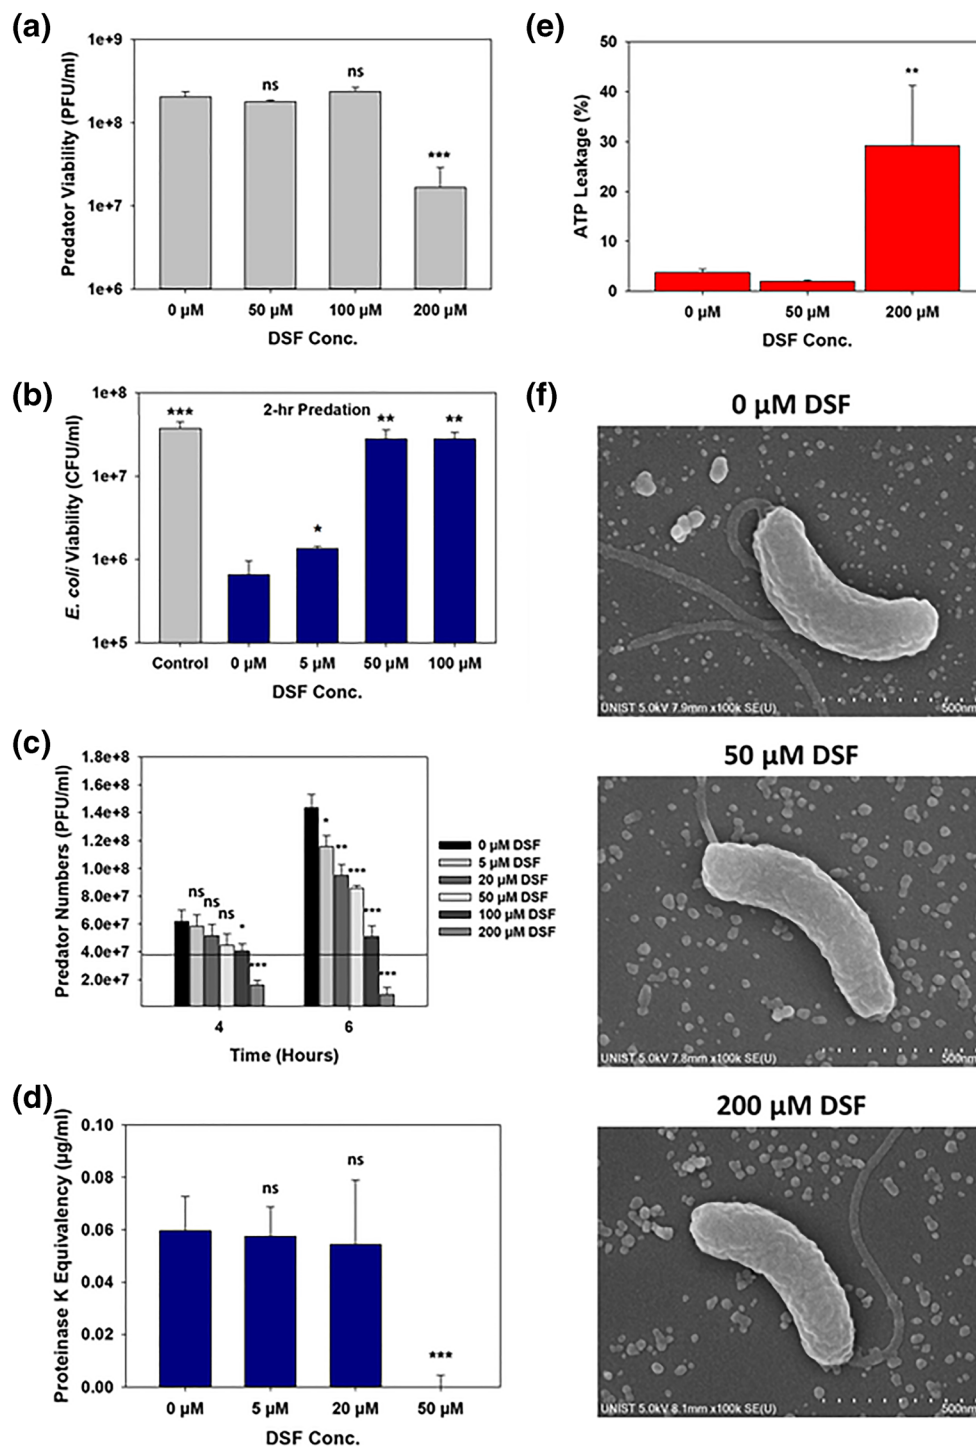 (a)
Predator Viability (PFU/ml)
1e+9
1e+8
1e+7
1e+6
ns
ns
***
0 µM 50 µM 100 µM 200 µM
DSF Conc.
(b)
E. coli Viability (CFU/ml)
1e+8
1e+7
1e+6
1e+5
2-hr Predation
***
*
**
**
Control 0 µM 5 µM 50 µM 100 µM
DSF Conc.
(c)
Predator Numbers (PFU/ml)
1.8e+8
1.6e+8
1.4e+8
1.2e+8
1.0e+8
8.0e+7
6.0e+7
4.0e+7
2.0e+7
ns
ns
ns
*
***
*
**
***
***
***
4 6
Time (Hours)
0 µM DSF
5 µM DSF
20 µM DSF
50 µM DSF
100 µM DSF
200 µM DSF
(d)
Proteinase K Equivalency (µg/ml)
0.10
0.08
0.06
0.04
0.02
0.00
ns
ns
***
0 µM 5 µM 20 µM 50 µM
DSF Conc.
(e)
ATP Leakage (%)
50
40
30
20
10
0
**
0 µM 50 µM 200 µM
DSF Conc.
(f)
0 µM DSF
UNIST 5.0kV 7.9mm x100k SE(U) 500nm
50 µM DSF
UNIST 5.0kV 7.8mm x100k SE(U) 500nm
200 µM DSF
UNIST 5.0kV 8.1mm x100k SE(U) 500nm